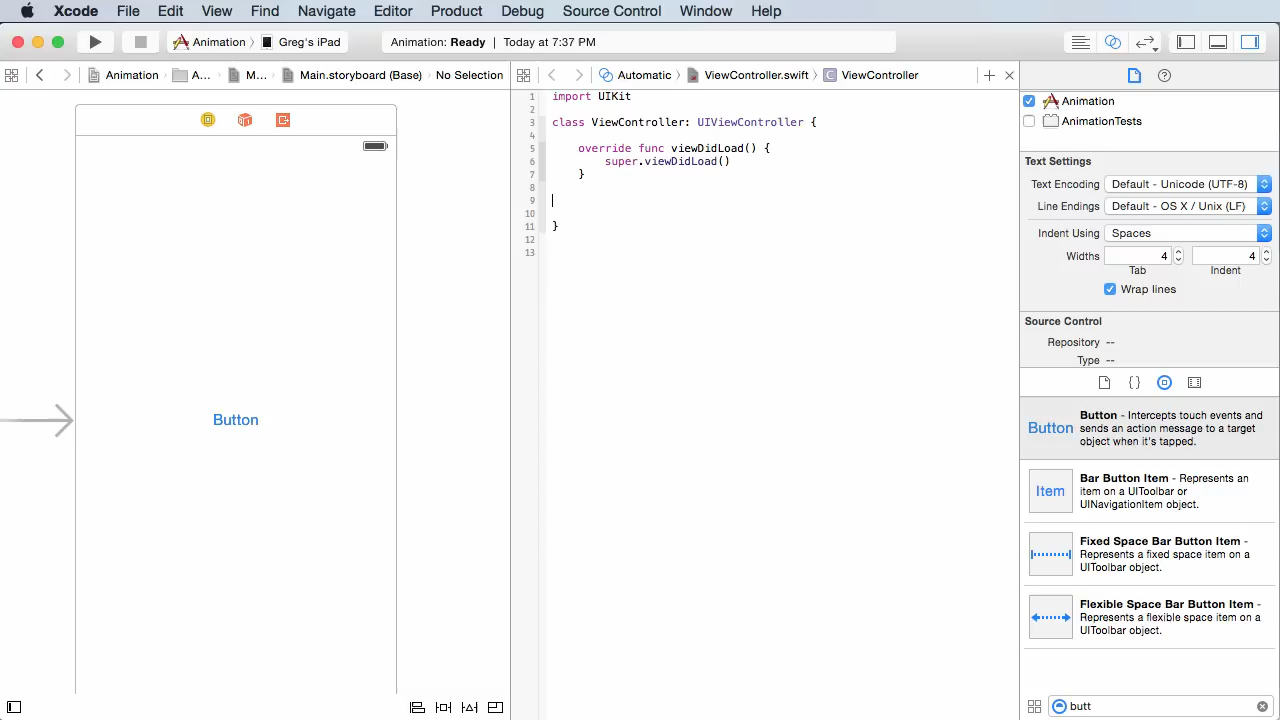 Xcode File Edit View Find Navigate Editor Product Debug Source Control Window Help
Animation Greg's iPad Animation: Ready | Today at 7:37 PM
Animation A... M... Main.storyboard (Base) No Selection
Automatic ViewController.swift ViewController
1 import UIKit
2
3 class ViewController: UIViewController {
4
5 override func viewDidLoad() {
6 super.viewDidLoad()
7 }
8
9
10
11 }
12
13
Button
Animation
AnimationTests
Text Settings
Text Encoding Default - Unicode (UTF-8)
Line Endings Default - OS X / Unix (LF)
Indent Using Spaces
Widths 4 4
Tab Indent
Wrap lines
Source Control
Repository --
Type --
{ }
Button
Button - Intercepts touch events and
sends an action message to a target
object when it's tapped.
Item
Bar Button Item - Represents an
item on a UIToolbar or
UINavigationItem object.
Fixed Space Bar Button Item -
Represents a fixed space item on a
UIToolbar object.
Flexible Space Bar Button Item -
Represents a flexible space item on a
UIToolbar object.
butt